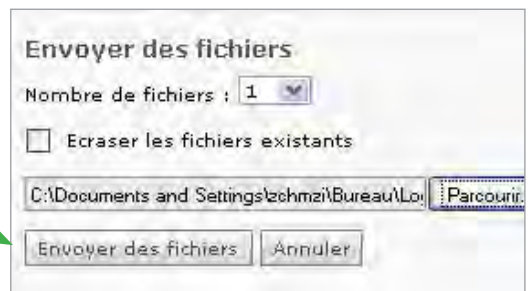 Envoyer des fichiers
Nombre de fichiers : 1
Ecraser les fichiers existants
C:\Documents and Settings\zchmzi\Bureau\Lo Parcourir.
Envoyer des fichiers Annuler